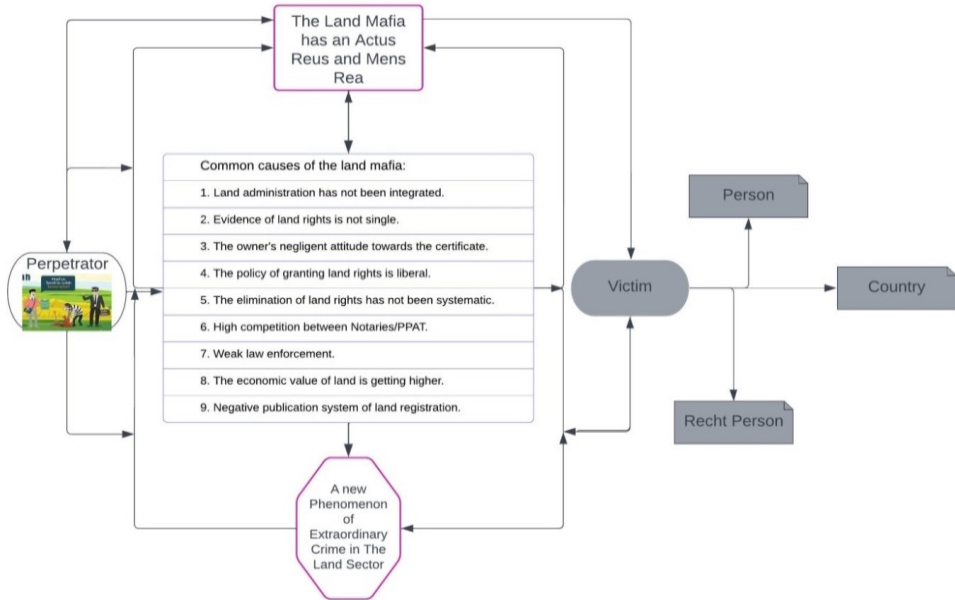 The Land Mafia
has an Actus
Reus and Mens
Rea
Common causes of the land mafia:
1. Land administration has not been integrated.
2. Evidence of land rights is not single.
3. The owner's negligent attitude towards the certificate.
4. The policy of granting land rights is liberal.
5. The elimination of land rights has not been systematic.
6. High competition between Notaries/PPAT.
7. Weak law enforcement.
8. The economic value of land is getting higher.
9. Negative publication system of land registration.
Perpetrator
Victim
Person
Country
Recht Person
A new
Phenomenon
of
Extraordinary
Crime in The
Land Sector